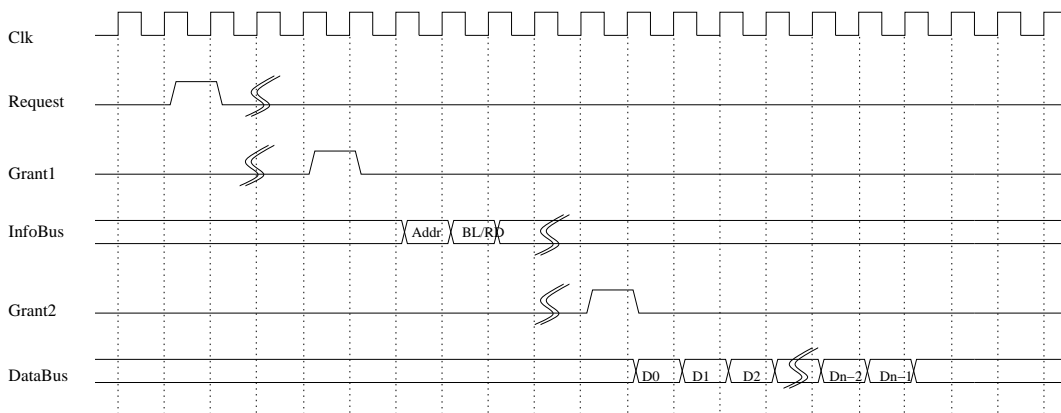 Clk
Request
Grant1
InfoBus Addr BL/RD
Grant2
DataBus D0 D1 D2 Dn−2 Dn−1